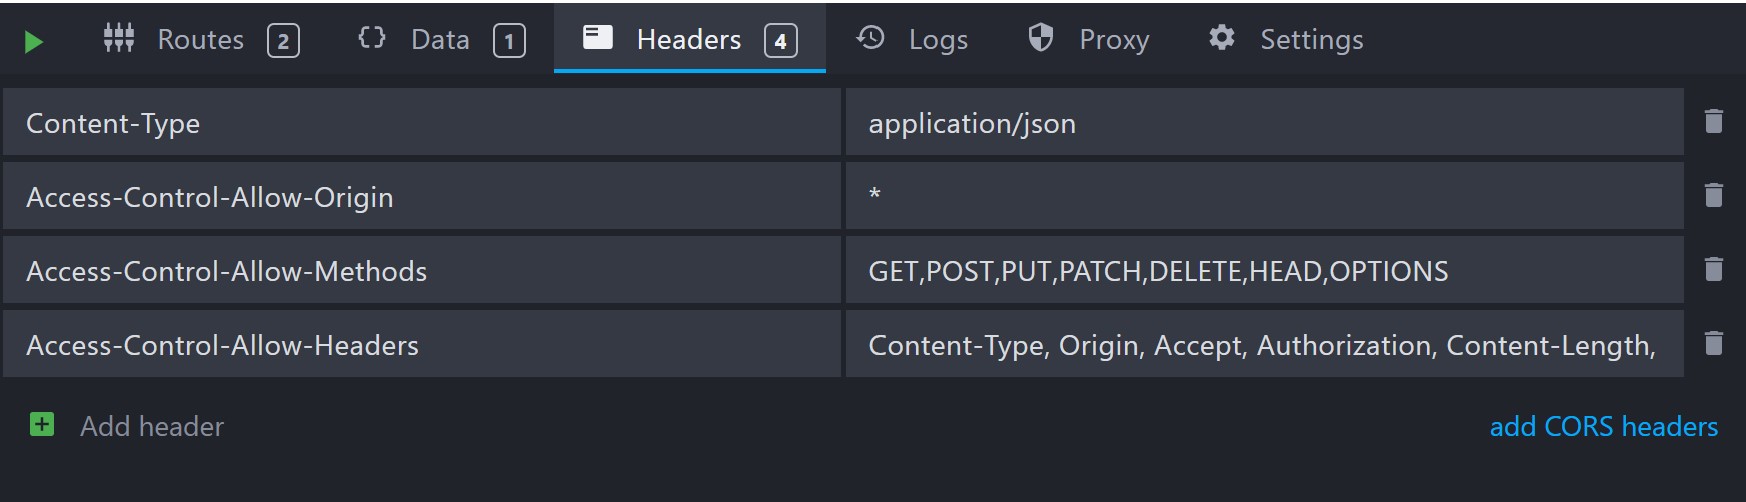 Routes 2 Data 1 Headers 4 Logs Proxy Settings
Content-Type application/json
Access-Control-Allow-Origin *
Access-Control-Allow-Methods GET,POST,PUT,PATCH,DELETE,HEAD,OPTIONS
Access-Control-Allow-Headers Content-Type, Origin, Accept, Authorization, Content-Length,
Add header add CORS headers